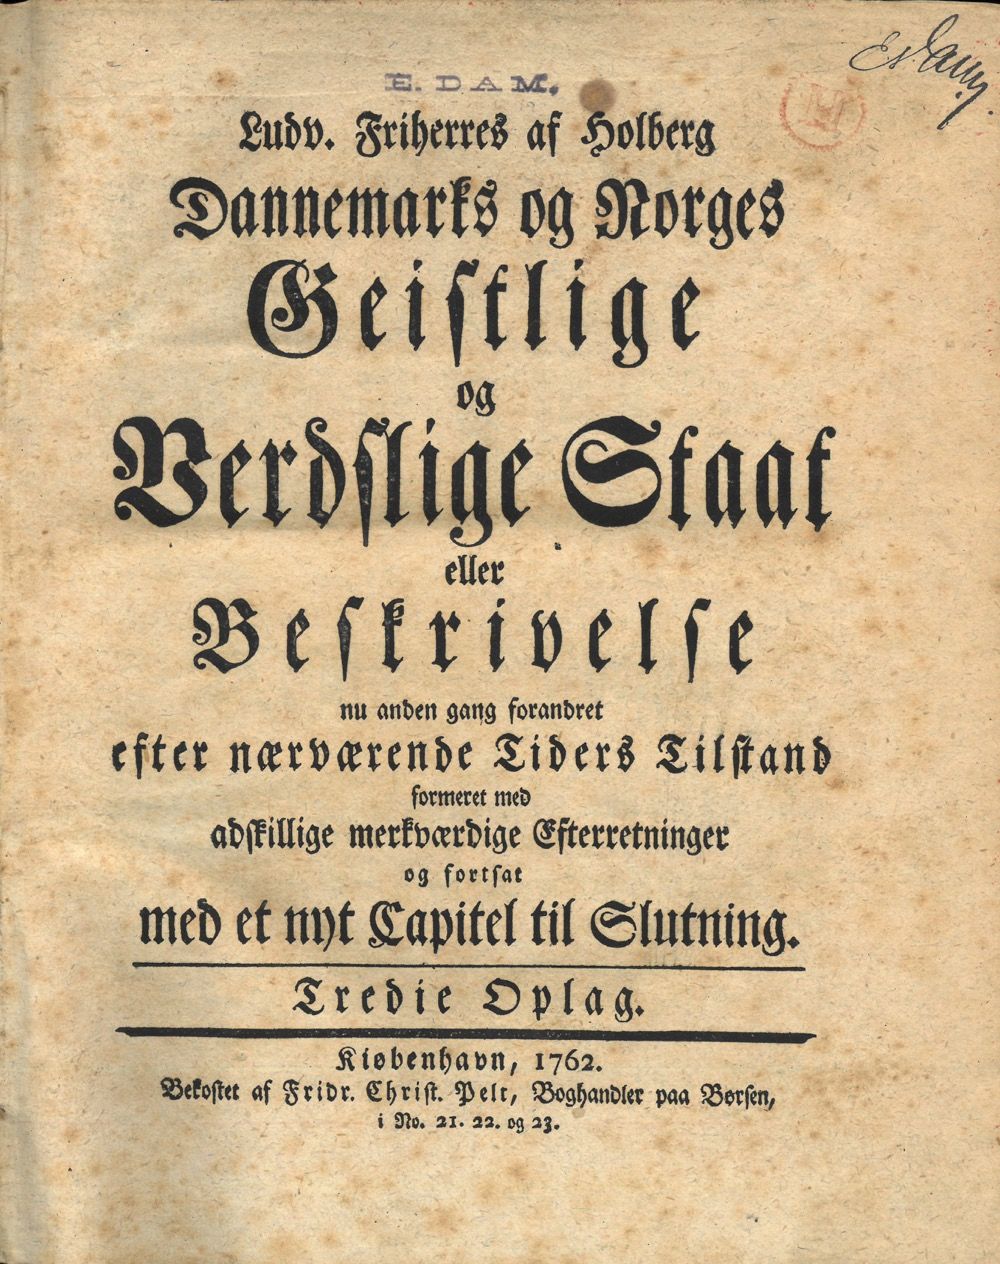 Ev. Dam.
E. DAM.
H
Ludv. Friherres af Holberg
Dannemarks og Norges
Geistlige
og
Verdslige Staat
eller
Beskrivelse
nu anden gang forandret
efter nærværende Tiders Tilstand
formeret med
adskillige merkværdige Efterretninger
og fortsat
med et nyt Capitel til Slutning.
Tredie Oplag.
Kiøbenhavn, 1762.
Bekostet af Fridr. Christ. Pelt, Boghandler paa Børsen,
i No. 21. 22. og 23.